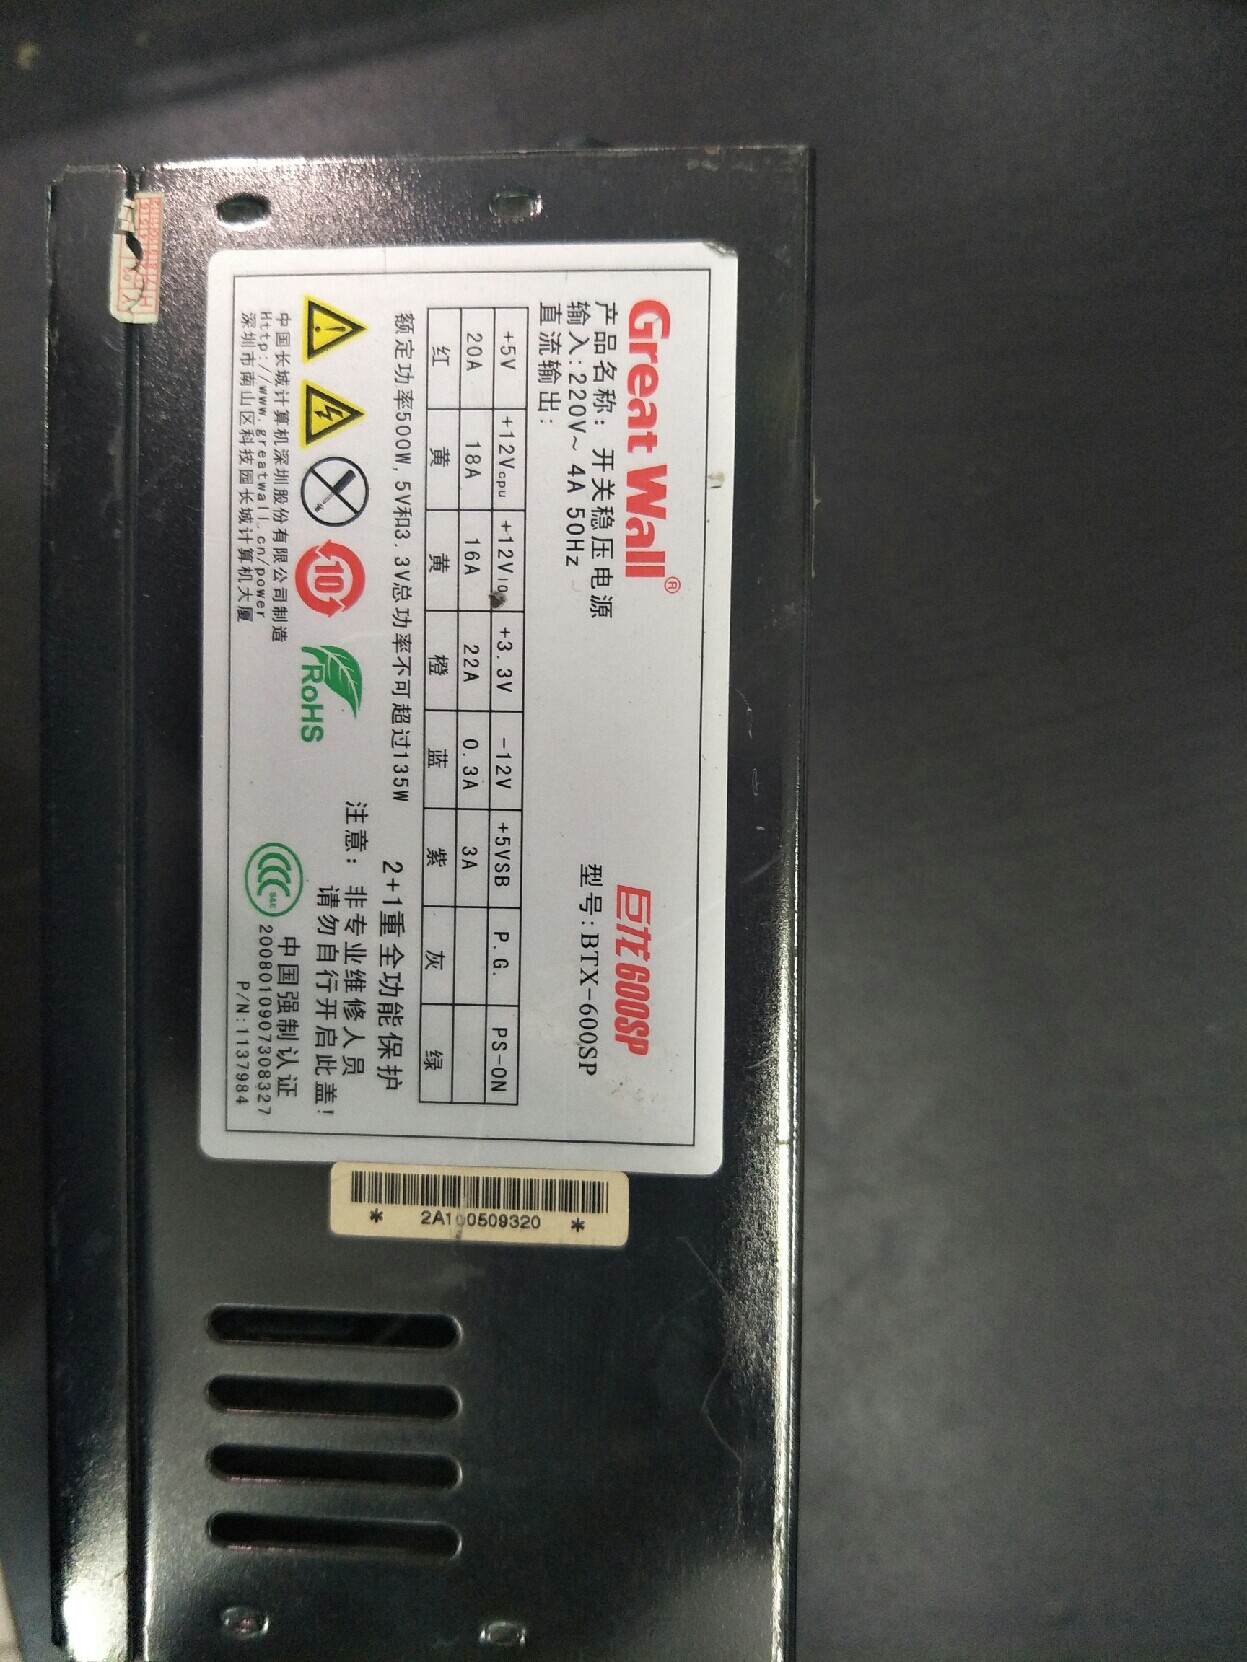 Great Wall®
巨龙600SP
产品名称: 开关稳压电源
型号:BTX-600SP
输入:220V~ 4A 50Hz
直流输出:
+5V +12Vcpu +12VIO +3.3V -12V +5VSB P.G. PS-ON
20A 18A 16A 22A 0.3A 3A
红 黄 黄 橙 蓝 紫 灰 绿
额定功率500W,5V和3.3V总功率不可超过135W
2+1重全功能保护
注意: 非专业维修人员
请勿自行开启此盖!
10
RoHS
中国长城计算机深圳股份有限公司制造
Http://www.greatwall.cn/power
深圳市南山区科技园长城计算机大厦
CCC S&E
中国强制认证
2008010907308327
P/N:1137984
* 2A100509320 *